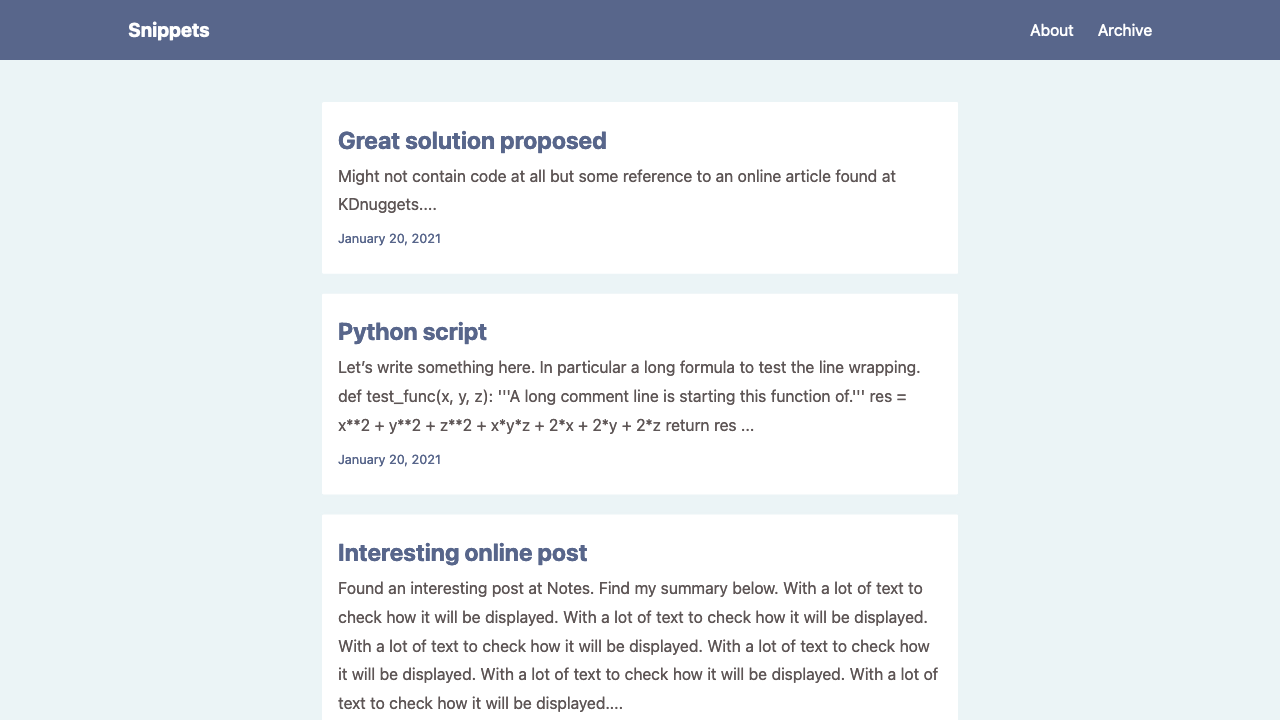 Snippets
About Archive
Great solution proposed
Might not contain code at all but some reference to an online article found at
KDnuggets....
January 20, 2021
Python script
Let’s write something here. In particular a long formula to test the line wrapping.
def test_func(x, y, z): '''A long comment line is starting this function of.''' res =
x**2 + y**2 + z**2 + x*y*z + 2*x + 2*y + 2*z return res ...
January 20, 2021
Interesting online post
Found an interesting post at Notes. Find my summary below. With a lot of text to
check how it will be displayed. With a lot of text to check how it will be displayed.
With a lot of text to check how it will be displayed. With a lot of text to check how
it will be displayed. With a lot of text to check how it will be displayed. With a lot of
text to check how it will be displayed....